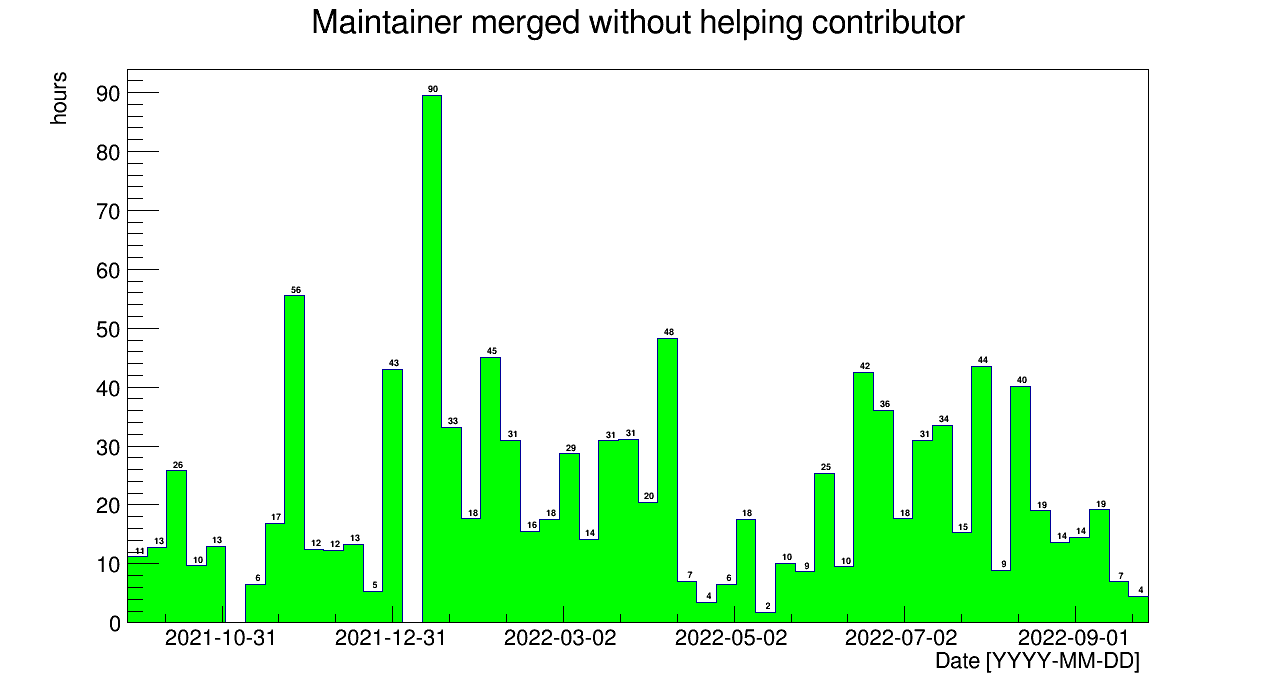 Maintainer merged without helping contributor
hours
90
80
70
60
50
40
30
20
10
0
11 13 26 10 13 6 17 56 12 12 13 5 43 90 33 18 45 31 16 18 29 14 31 31 20 48 7 4 6 18 2 10 9 25 10 42 36 18 31 34 15 44 9 40 19 14 14 19 7 4
2021-10-31 2021-12-31 2022-03-02 2022-05-02 2022-07-02 2022-09-01
Date [YYYY-MM-DD]